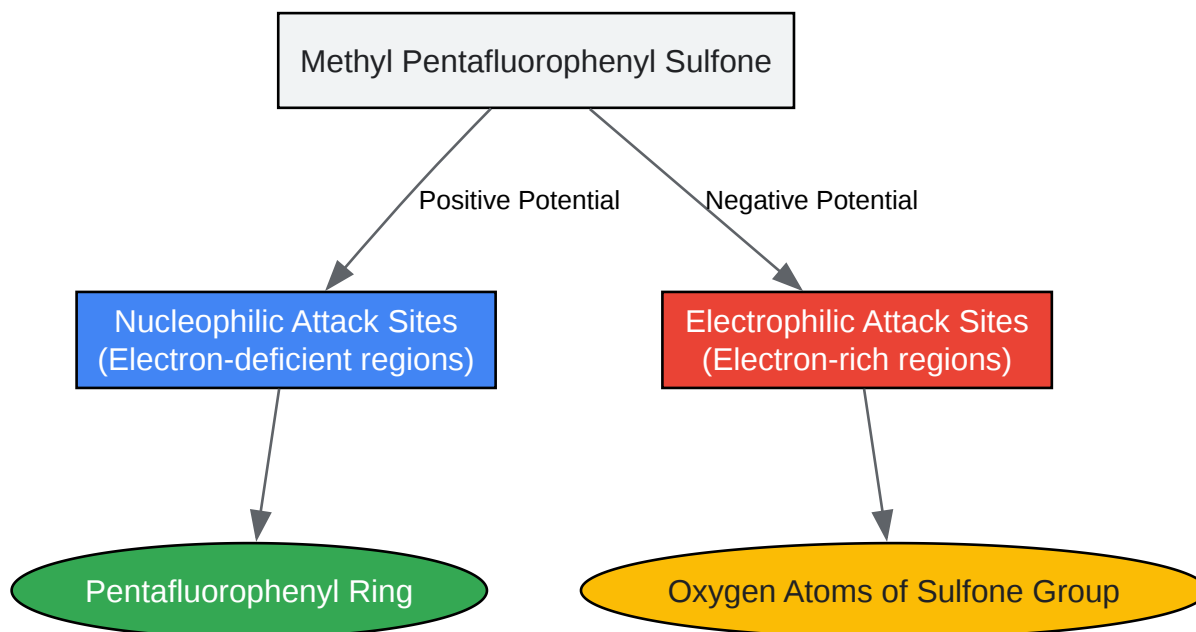 Methyl Pentafluorophenyl Sulfone
Positive Potential
Negative Potential
Nucleophilic Attack Sites
(Electron-deficient regions)
Electrophilic Attack Sites
(Electron-rich regions)
Pentafluorophenyl Ring
Oxygen Atoms of Sulfone Group